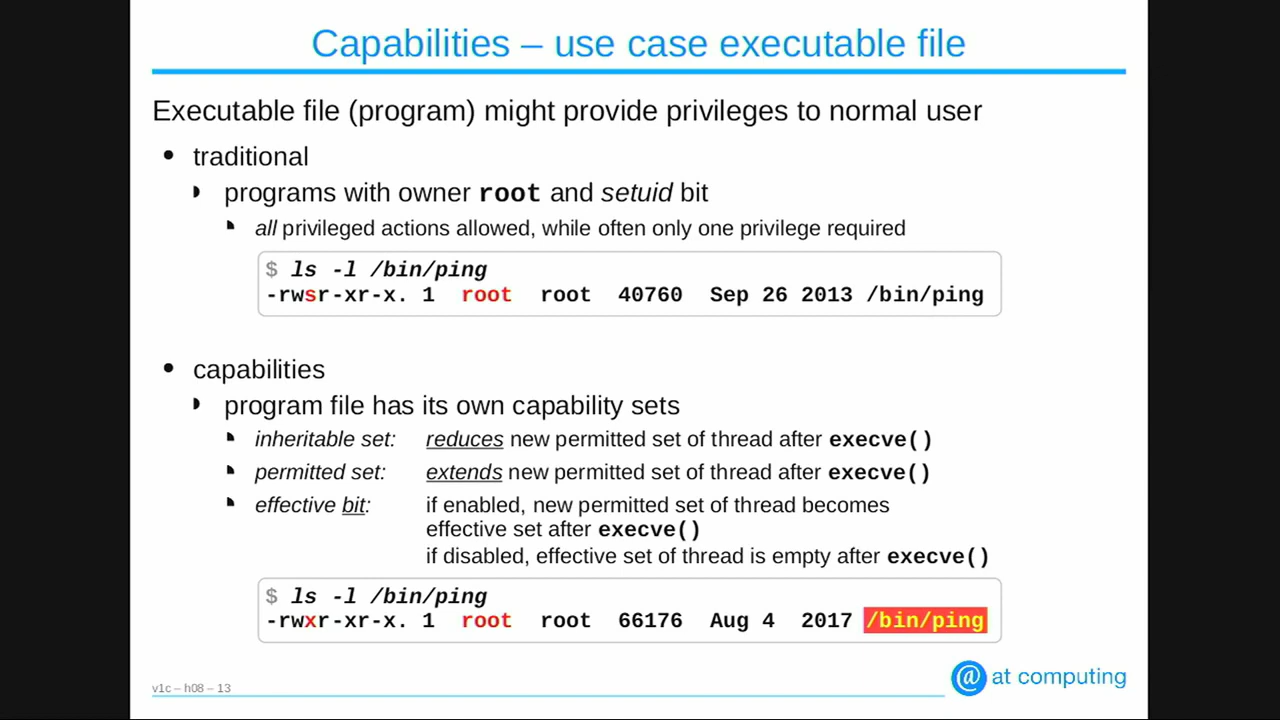 Capabilities – use case executable file
Executable file (program) might provide privileges to normal user
• traditional
programs with owner root and setuid bit
all privileged actions allowed, while often only one privilege required
$ ls -l /bin/ping
-rwsr-xr-x. 1 root root 40760 Sep 26 2013 /bin/ping
• capabilities
program file has its own capability sets
inheritable set: reduces new permitted set of thread after execve()
permitted set: extends new permitted set of thread after execve()
effective bit: if enabled, new permitted set of thread becomes
effective set after execve()
if disabled, effective set of thread is empty after execve()
$ ls -l /bin/ping
-rwxr-xr-x. 1 root root 66176 Aug 4 2017 /bin/ping
v1c – h08 – 13
@ at computing